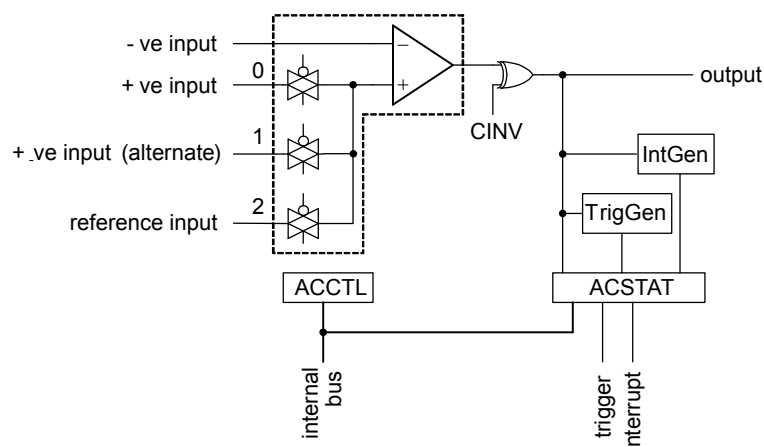 - ve input
−
+ ve input
0
+
output
CINV
+ ve input (alternate)
1
IntGen
reference input
2
TrigGen
ACCTL
ACSTAT
internal
bus
trigger
nterrupt